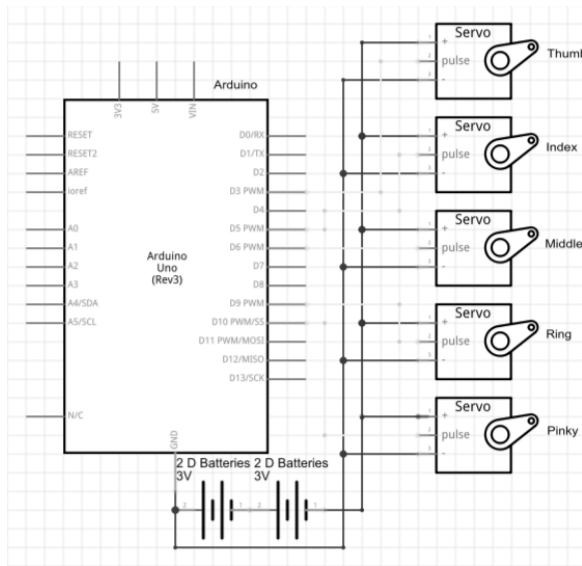 Servo
+
pulse
-
Thuml
Arduino
3V3
5V
VIN
Servo
+
pulse
-
Index
RESET
RESET2
AREF
ioref
A0
A1
A2
A3
A4/SDA
A5/SCL
N/C
Arduino
Uno
(Rev3)
D0/RX
D1/TX
D2
D3 PWM
D4
D5 PWM
D6 PWM
D7
D8
D9 PWM
D10 PWM/SS
D11 PWM/MOSI
D12/MISO
D13/SCK
GND
Servo
+
pulse
-
Middle
Servo
+
pulse
-
Ring
Servo
+
pulse
-
Pinky
2 D Batteries
3V
2 D Batteries
3V